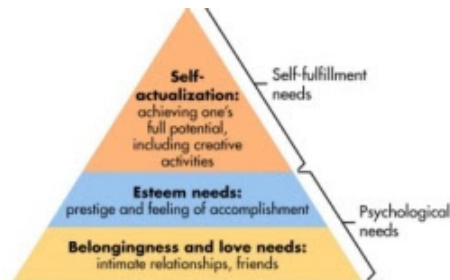 Self-
actualization:
achieving one's
full potential,
including creative
activities
Self-fulfillment
needs
Esteem needs:
prestige and feeling of accomplishment
Psychological
needs
Belongingness and love needs:
intimate relationships, friends